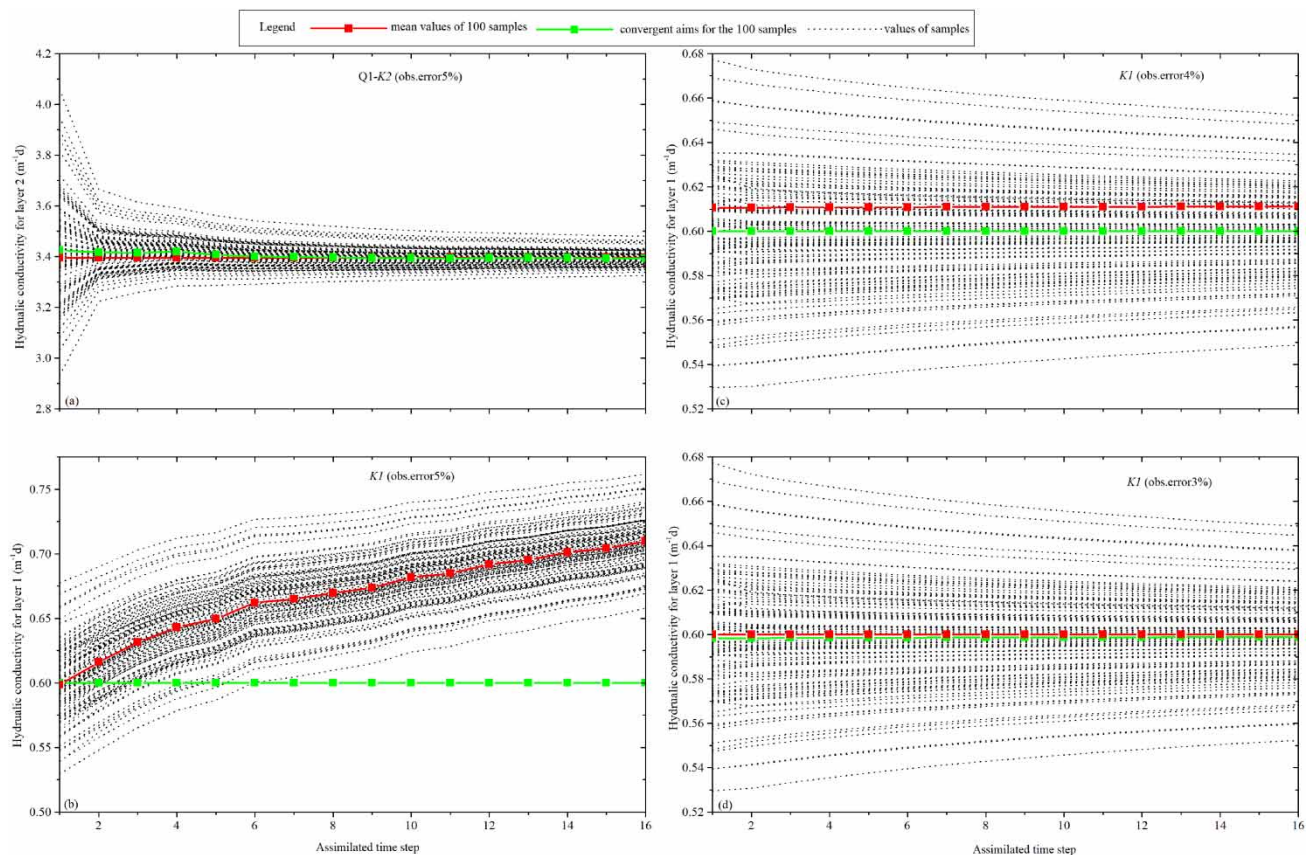 Legend mean values of 100 samples convergent aims for the 100 samples values of samples
4.2
4.0
3.8
3.6
3.4
3.2
3.0
2.8
Hydrualic conductivity for layer 2 (m⁻¹d)
Q1-K2 (obs.error5%)
(a)
0.68
0.66
0.64
0.62
0.60
0.58
0.56
0.54
0.52
Hydrualic conductivity for layer 1 (m⁻¹d)
K1 (obs.error4%)
(c)
0.75
0.70
0.65
0.60
0.55
0.50
Hydrualic conductivity for layer 1 (m⁻¹d)
K1 (obs.error5%)
(b)
2 4 6 8 10 12 14 16
Assimilated time step
0.68
0.66
0.64
0.62
0.60
0.58
0.56
0.54
0.52
Hydrualic conductivity for layer 1 (m⁻¹d)
K1 (obs.error3%)
(d)
2 4 6 8 10 12 14 16
Assimilated time step